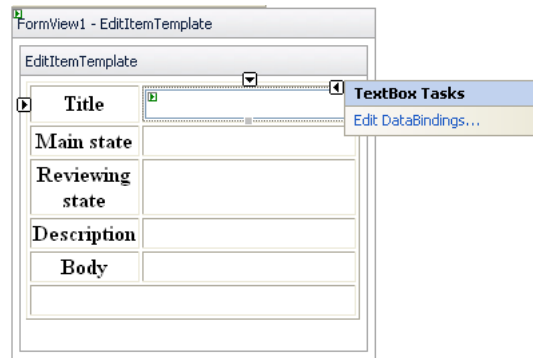 FormView1 - EditItemTemplate
EditItemTemplate
Title
TextBox Tasks
Edit DataBindings...
Main state
Reviewing
state
Description
Body